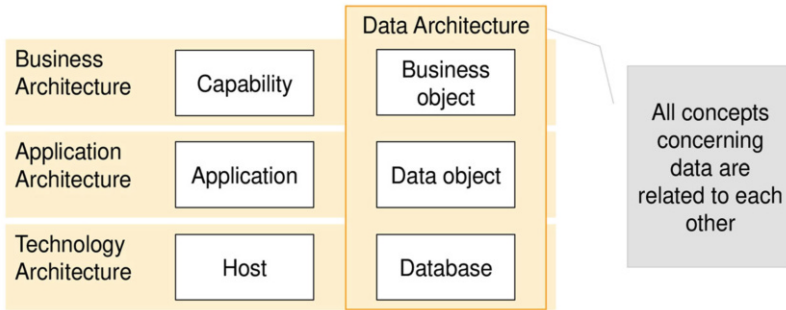 Data Architecture
Business
Architecture
Capability
Business
object
Application
Architecture
Application
Data object
Technology
Architecture
Host
Database
All concepts
concerning
data are
related to each
other